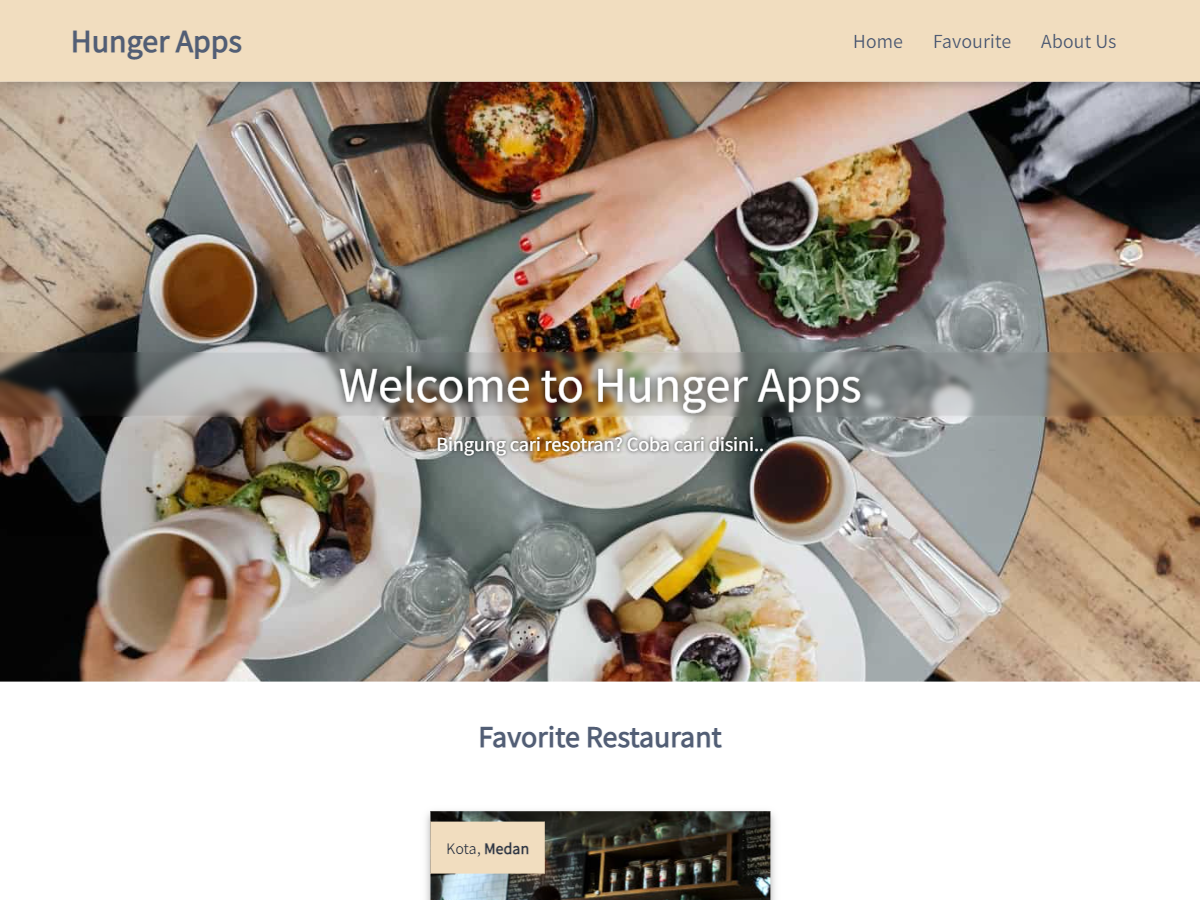 Hunger Apps
Home
Favourite
About Us
Welcome to Hunger Apps
Bingung cari resotran? Coba cari disini..
Favorite Restaurant
Kota, Medan